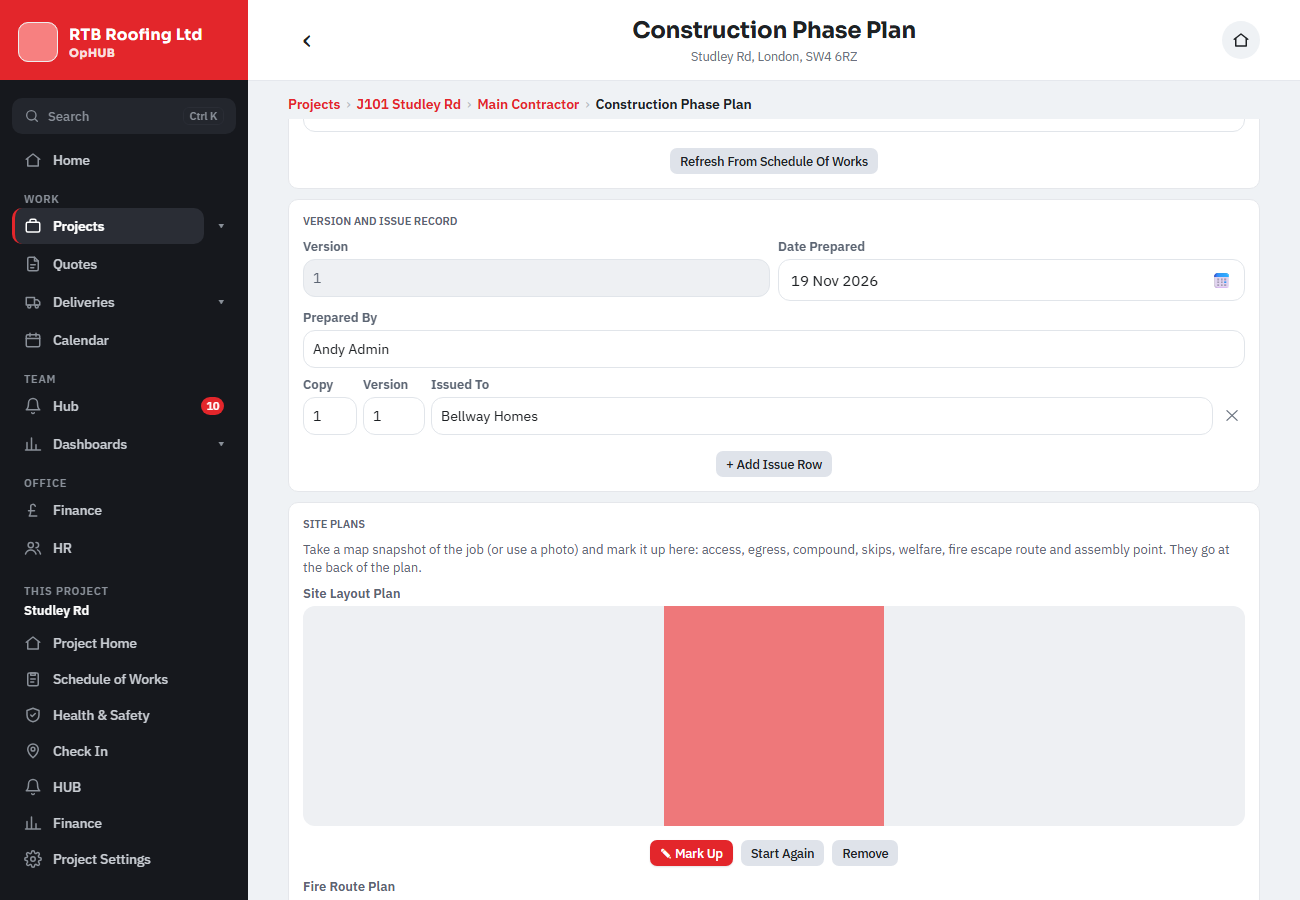 RTB Roofing Ltd
OpHUB
Search
Ctrl K
Home
WORK
Projects
Quotes
Deliveries
Calendar
TEAM
Hub
10
Dashboards
OFFICE
Finance
HR
THIS PROJECT
Studley Rd
Project Home
Schedule of Works
Health & Safety
Check In
HUB
Finance
Project Settings
Construction Phase Plan
Studley Rd, London, SW4 6RZ
Projects › J101 Studley Rd › Main Contractor › Construction Phase Plan
Refresh From Schedule Of Works
VERSION AND ISSUE RECORD
Version
Date Prepared
1
19 Nov 2026
Prepared By
Andy Admin
Copy
Version
Issued To
1
1
Bellway Homes
+ Add Issue Row
SITE PLANS
Take a map snapshot of the job (or use a photo) and mark it up here: access, egress, compound, skips, welfare, fire escape route and assembly point. They go at
the back of the plan.
Site Layout Plan
Mark Up
Start Again
Remove
Fire Route Plan